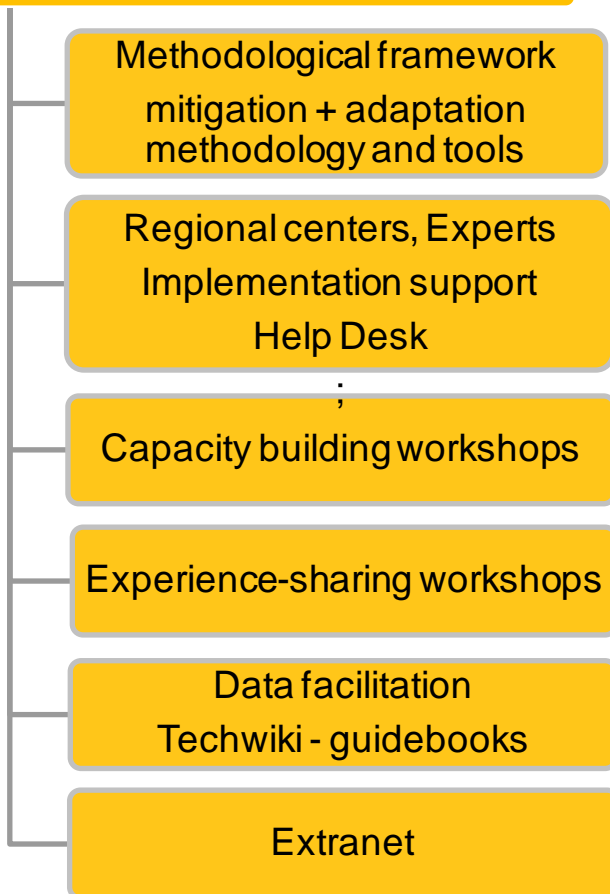 Methodological framework
mitigation + adaptation
methodology and tools
Regional centers, Experts
Implementation support
Help Desk
;
Capacity building workshops
Experience-sharing workshops
Data facilitation
Techwiki - guidebooks
Extranet